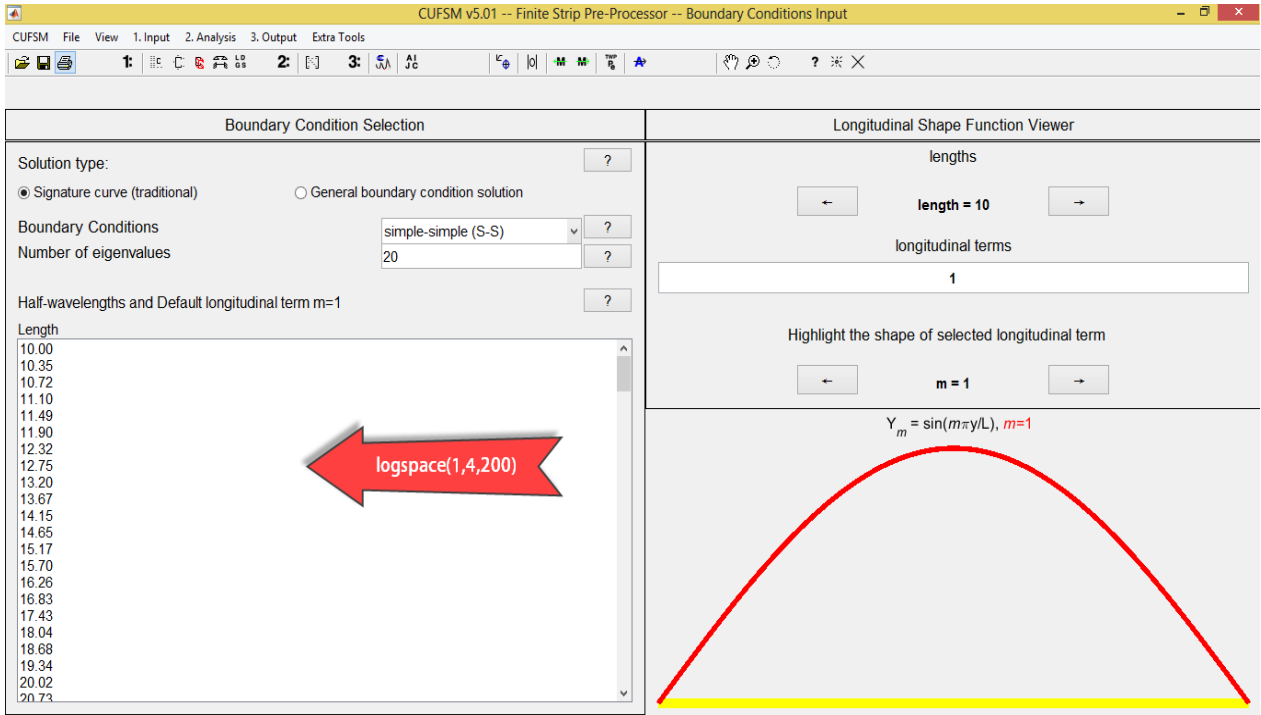 CUFSM v5.01 -- Finite Strip Pre-Processor -- Boundary Conditions Input
CUFSM File View 1. Input 2. Analysis 3. Output Extra Tools
1: 2: 3: ?
Boundary Condition Selection
Solution type:
?
Signature curve (traditional)
General boundary condition solution
Boundary Conditions
simple-simple (S-S)
?
Number of eigenvalues
20
?
Half-wavelengths and Default longitudinal term m=1
?
Length
10.00
10.35
10.72
11.10
11.49
11.90
12.32
12.75
13.20
13.67
14.15
14.65
15.17
15.70
16.26
16.83
17.43
18.04
18.68
19.34
20.02
20.73
logspace(1,4,200)
Longitudinal Shape Function Viewer
lengths
← length = 10 →
longitudinal terms
1
Highlight the shape of selected longitudinal term
← m = 1 →
Yₘ = sin(mπy/L), m=1